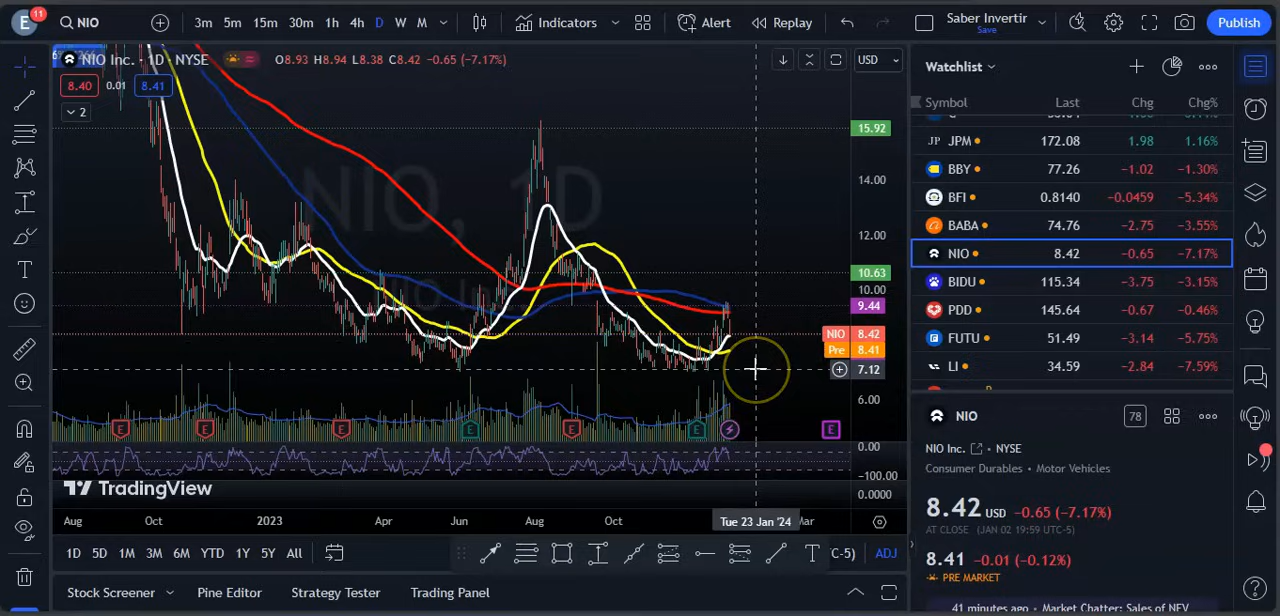 E 11 NIO 3m 5m 15m 30m 1h 4h D W M Indicators Alert Replay Saber Invertir Save Publish
NIO Inc. · 1D · NYSE O8.93 H8.94 L8.38 C8.42 −0.65 (−7.17%) USD
8.40 0.01 8.41
2
NIO, 1D
NIO Inc.
15.92
14.00
12.00
10.63
10.00
9.44
NIO 8.42
Pre 8.41
7.12
6.00
E E E E E E E
0.00
−100.00
0.0000
TradingView
Aug Oct 2023 Apr Jun Aug Oct Tue 23 Jan '24 Mar
1D 5D 1M 3M 6M YTD 1Y 5Y All T C-5) ADJ
Stock Screener Pine Editor Strategy Tester Trading Panel
Watchlist
Symbol Last Chg Chg%
JP JPM 172.08 1.98 1.16%
BBY 77.26 −1.02 −1.30%
BFI 0.8140 −0.0459 −5.34%
BABA 74.76 −2.75 −3.55%
NIO 8.42 −0.65 −7.17%
BIDU 115.34 −3.75 −3.15%
PDD 145.64 −0.67 −0.46%
FUTU 51.49 −3.14 −5.75%
LI 34.59 −2.84 −7.59%
NIO 78
NIO Inc. · NYSE
Consumer Durables · Motor Vehicles
8.42 USD −0.65 (−7.17%)
AT CLOSE (JAN 02 19:59 UTC-5)
8.41 −0.01 (−0.12%)
PRE MARKET
41 minutes ago · Market Chatter: Sales of NEV